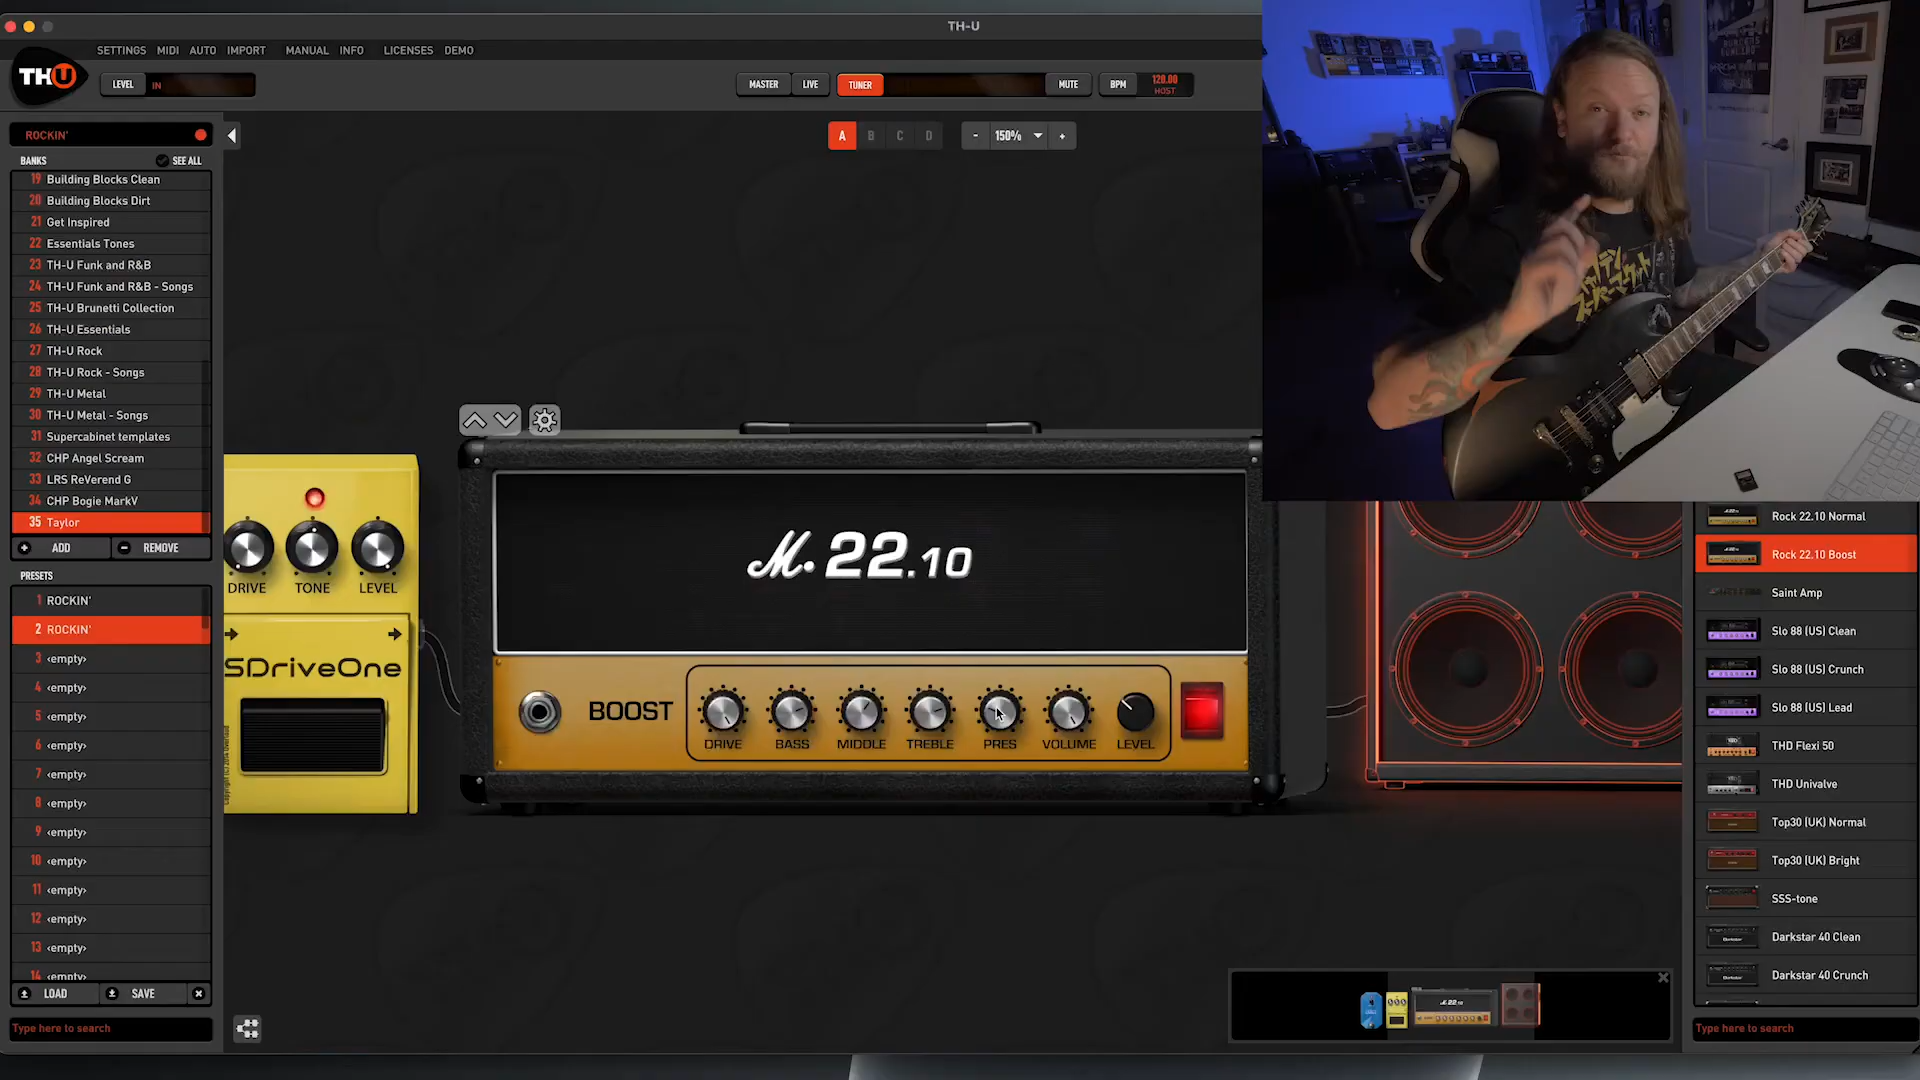 TH-U
SETTINGS MIDI AUTO IMPORT MANUAL INFO LICENSES DEMO
THU
LEVEL IN
MASTER LIVE TUNER MUTE BPM 120.00
HOST
ROCKIN'
A B C D - 150% +
BANKS SEE ALL
19 Building Blocks Clean
20 Building Blocks Dirt
21 Get Inspired
22 Essentials Tones
23 TH-U Funk and R&B
24 TH-U Funk and R&B - Songs
25 TH-U Brunetti Collection
26 TH-U Essentials
27 TH-U Rock
28 TH-U Rock - Songs
29 TH-U Metal
30 TH-U Metal - Songs
31 Supercabinet templates
32 CHP Angel Scream
33 LRS ReVerend G
34 CHP Bogie MarkV
35 Taylor
ADD REMOVE
PRESETS
1 ROCKIN'
2 ROCKIN'
3 <empty>
4 <empty>
5 <empty>
6 <empty>
7 <empty>
8 <empty>
9 <empty>
10 <empty>
11 <empty>
12 <empty>
13 <empty>
14 <empty>
LOAD SAVE
Type here to search
DRIVE TONE LEVEL
SDriveOne
M.22.10
BOOST
DRIVE BASS MIDDLE TREBLE PRES VOLUME LEVEL
Rock 22.10 Normal
Rock 22.10 Boost
Saint Amp
Slo 88 (US) Clean
Slo 88 (US) Crunch
Slo 88 (US) Lead
THD Flexi 50
THD Univalve
Top30 (UK) Normal
Top30 (UK) Bright
SSS-tone
Darkstar 40 Clean
Darkstar 40 Crunch
Type here to search